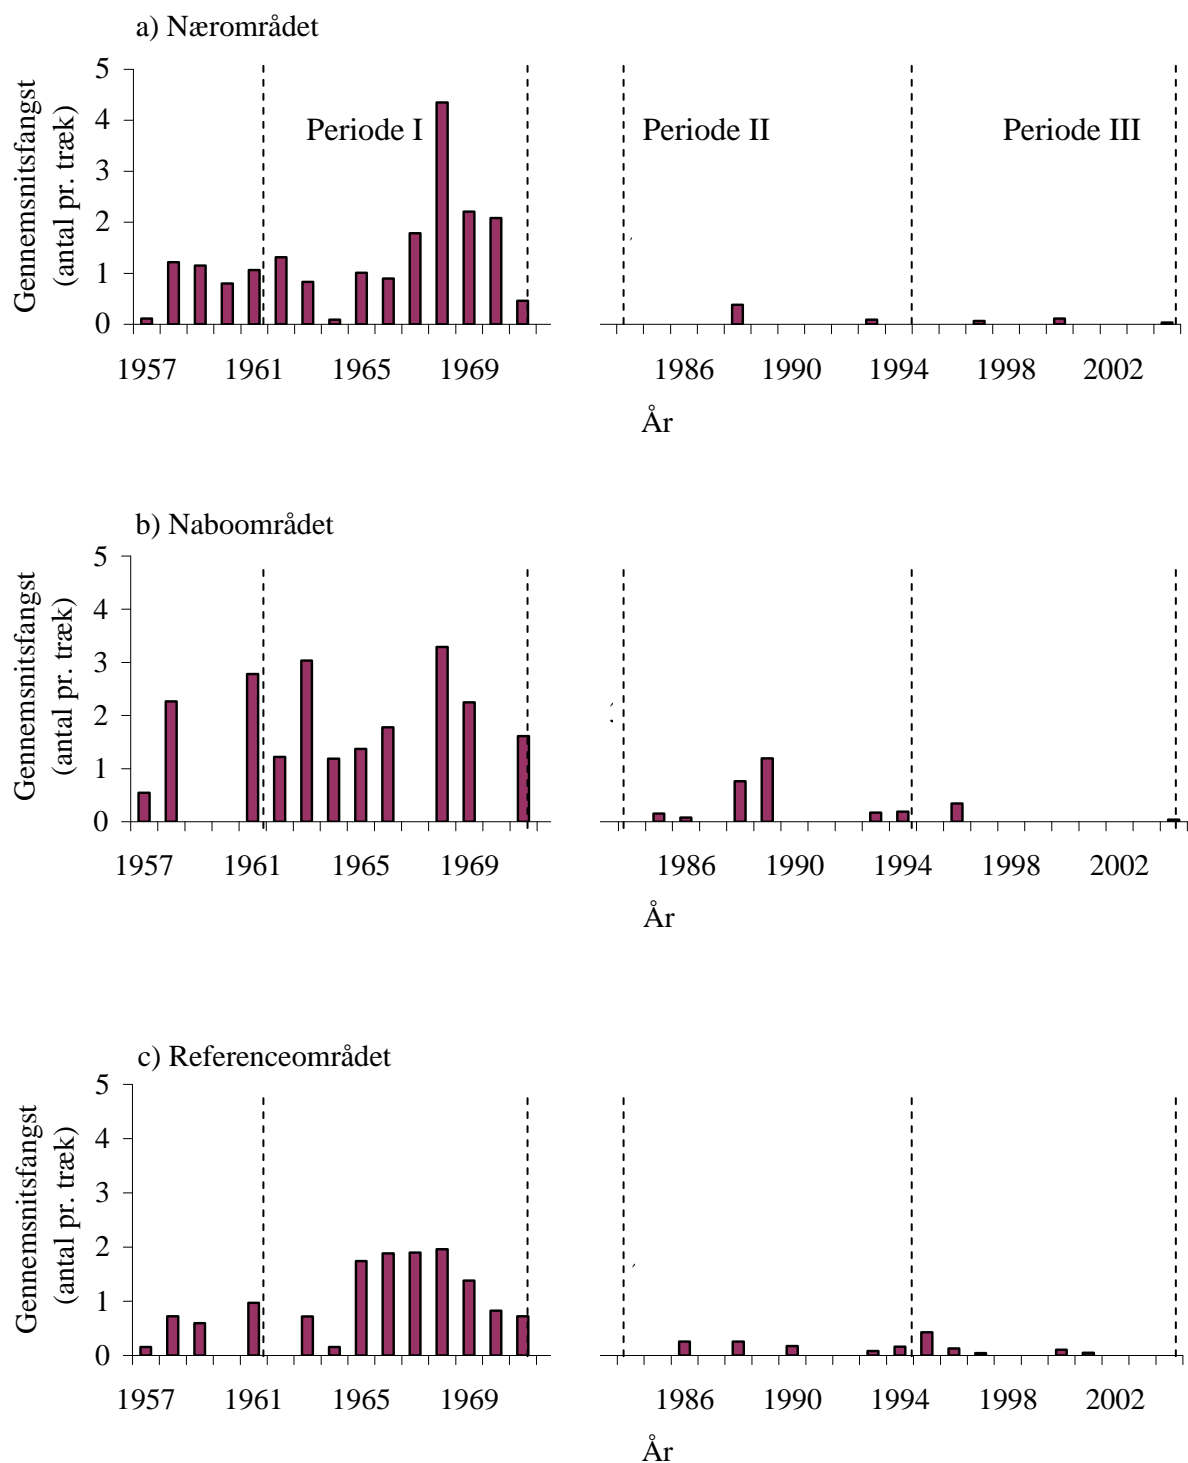 a) Nærområdet
Gennemsnitsfangst
(antal pr. træk)
5
4
3
2
1
0
Periode I
Periode II
Periode III
1957 1961 1965 1969 1986 1990 1994 1998 2002
År
b) Naboområdet
Gennemsnitsfangst
(antal pr. træk)
5
4
3
2
1
0
1957 1961 1965 1969 1986 1990 1994 1998 2002
År
c) Referenceområdet
Gennemsnitsfangst
(antal pr. træk)
5
4
3
2
1
0
1957 1961 1965 1969 1986 1990 1994 1998 2002
År